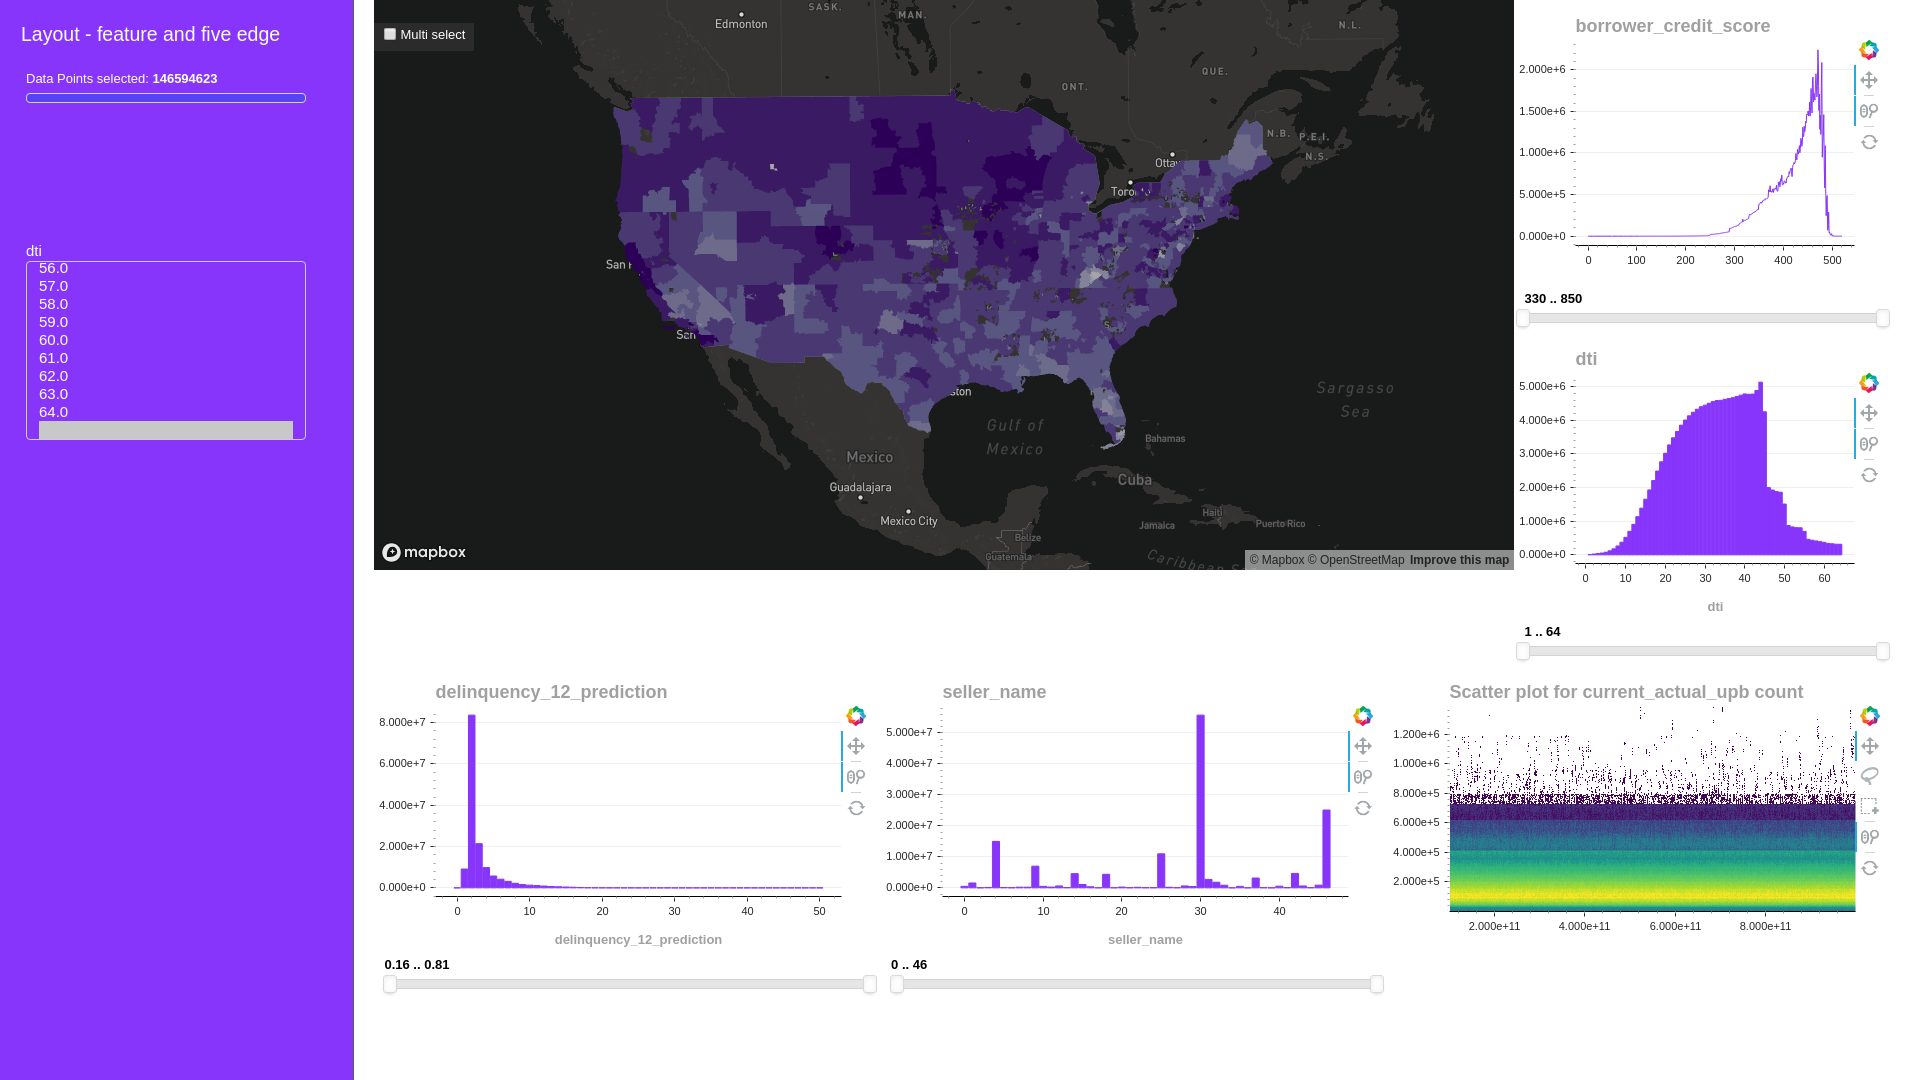 Layout - feature and five edge
Data Points selected: 146594623
dti
56.0
57.0
58.0
59.0
60.0
61.0
62.0
63.0
64.0
Multi select
Edmonton
SASK.
MAN.
ONT.
QUE.
N.L.
N.B.
P.E.I.
N.S.
Otta
Toro
San
San
ston
Gulf of
Mexico
Sargasso
Sea
Bahamas
Mexico
Cuba
Guadalajara
Mexico City
Haiti
Jamaica
Puerto Rico
Belize
Guatemala
Caribbean S
mapbox
© Mapbox © OpenStreetMap Improve this map
borrower_credit_score
2.000e+6
1.500e+6
1.000e+6
5.000e+5
0.000e+0
0 100 200 300 400 500
330 .. 850
dti
5.000e+6
4.000e+6
3.000e+6
2.000e+6
1.000e+6
0.000e+0
0 10 20 30 40 50 60
dti
1 .. 64
delinquency_12_prediction
8.000e+7
6.000e+7
4.000e+7
2.000e+7
0.000e+0
0 10 20 30 40 50
delinquency_12_prediction
0.16 .. 0.81
seller_name
5.000e+7
4.000e+7
3.000e+7
2.000e+7
1.000e+7
0.000e+0
0 10 20 30 40
seller_name
0 .. 46
Scatter plot for current_actual_upb count
1.200e+6
1.000e+6
8.000e+5
6.000e+5
4.000e+5
2.000e+5
2.000e+11 4.000e+11 6.000e+11 8.000e+11